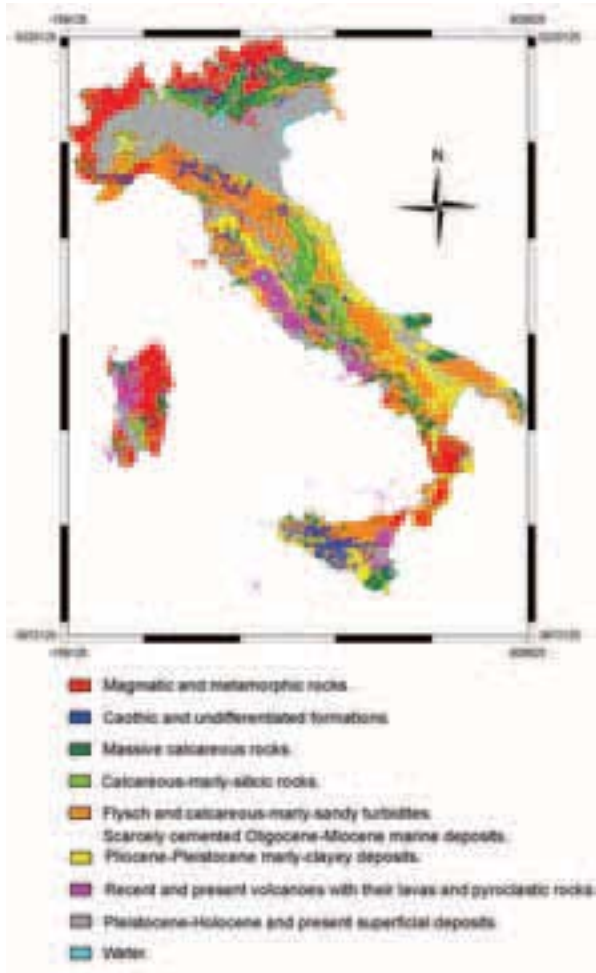 N
Magmatic and metamorphic rocks.
Caothic and undifferentiated formations
Massive calcareous rocks.
Calcareous-marly-silicic rocks.
Flysch and calcareous-marly-sandy turbidites.
Scarcely cemented Oligocene-Miocene marine deposits.
Pliocene-Pleistocene marly-clayey deposits.
Recent and present volcanoes with their lavas and pyroclastic rocks.
Pleistocene-Holocene and present superficial deposits.
Water.